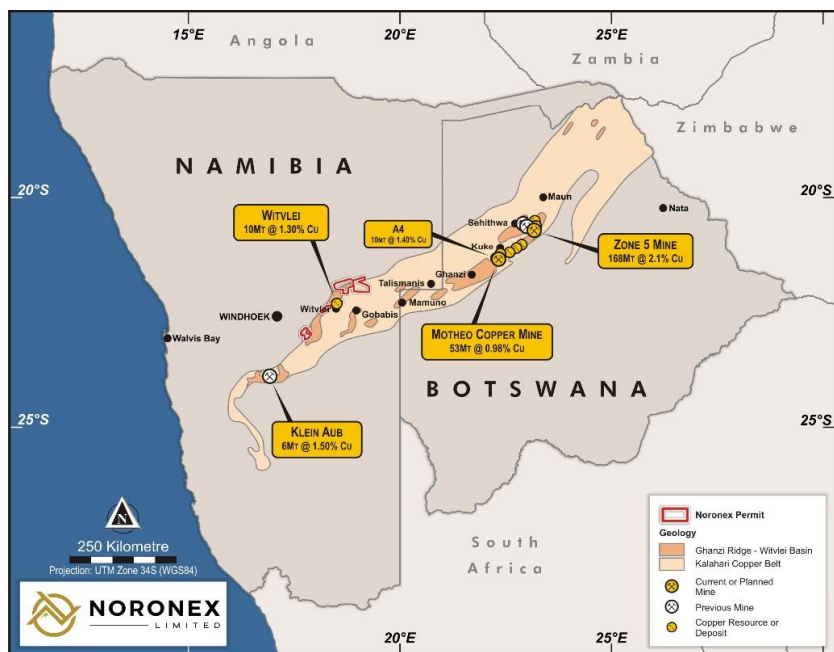 15°E
20°E
25°E
Angola
Zambia
Zimbabwe
NAMIBIA
20°S
20°S
WITVLEI
10MT @ 1.30% CU
A4
10MT @ 1.40% CU
Maun
Nata
Sehithwa
Kuke
ZONE 5 MINE
168MT @ 2.1% CU
Ghanzi
Talismanis
Mamuno
Witvlei
Gobabis
WINDHOEK
Walvis Bay
MOTHEO COPPER MINE
53MT @ 0.98% CU
BOTSWANA
25°S
25°S
KLEIN AUB
6MT @ 1.50% CU
South
Africa
N
250 Kilometre
Projection: UTM Zone 34S (WGS84)
NORONEX
LIMITED
20°E
25°E
Noronex Permit
Geology
Ghanzi Ridge - Witvlei Basin
Kalahari Copper Belt
Current or Planned
Mine
Previous Mine
Copper Resource or
Deposit